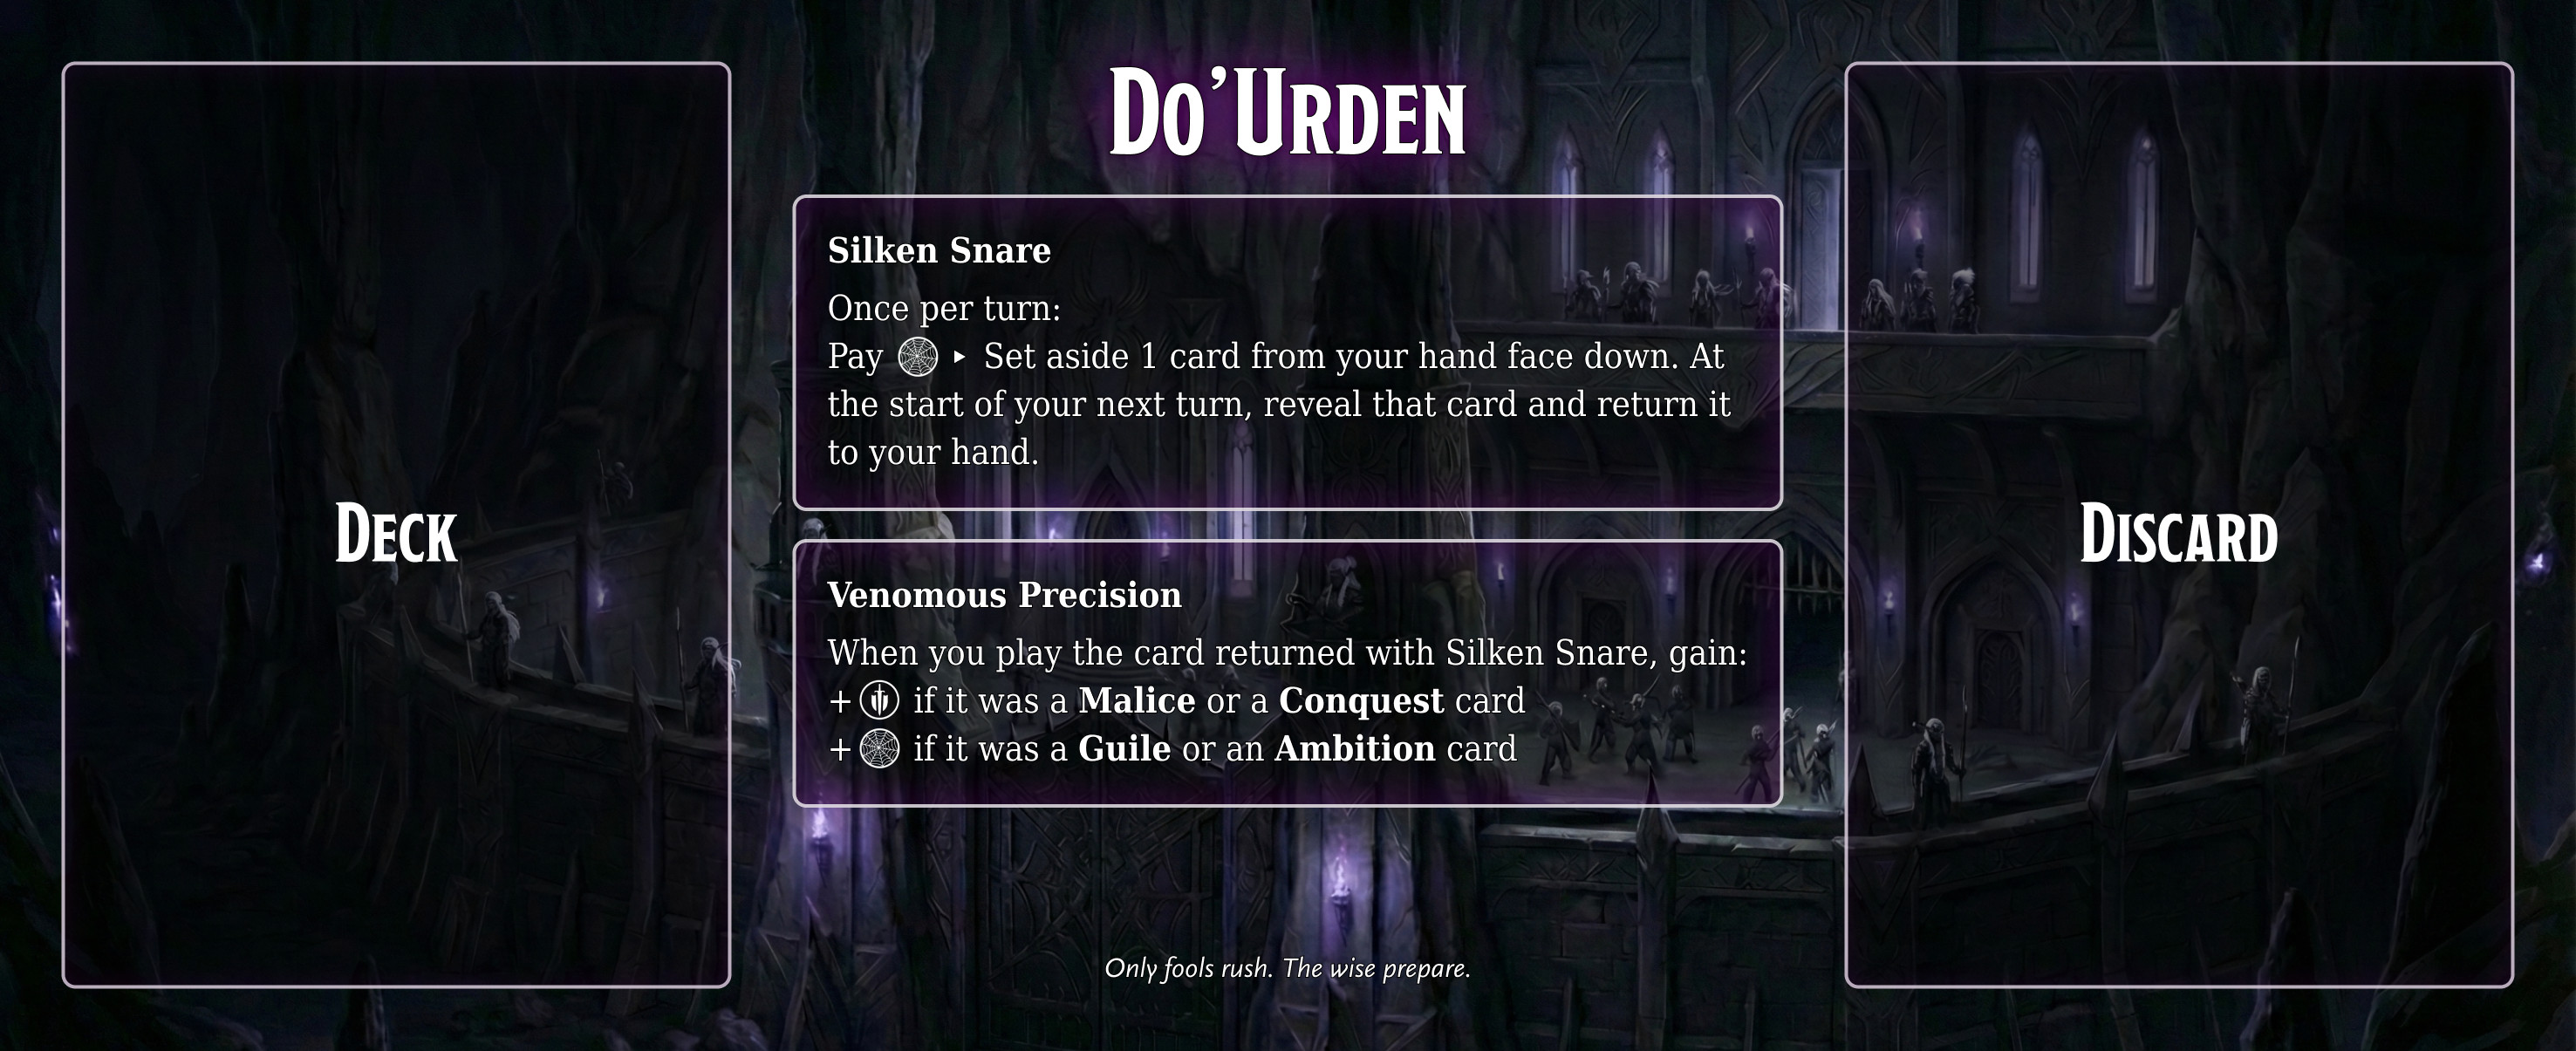 Do'Urden
Silken Snare
Once per turn:
Pay ▸ Set aside 1 card from your hand face down. At
the start of your next turn, reveal that card and return it
to your hand.
Deck
Discard
Venomous Precision
When you play the card returned with Silken Snare, gain:
+ if it was a Malice or a Conquest card
+ if it was a Guile or an Ambition card
Only fools rush. The wise prepare.